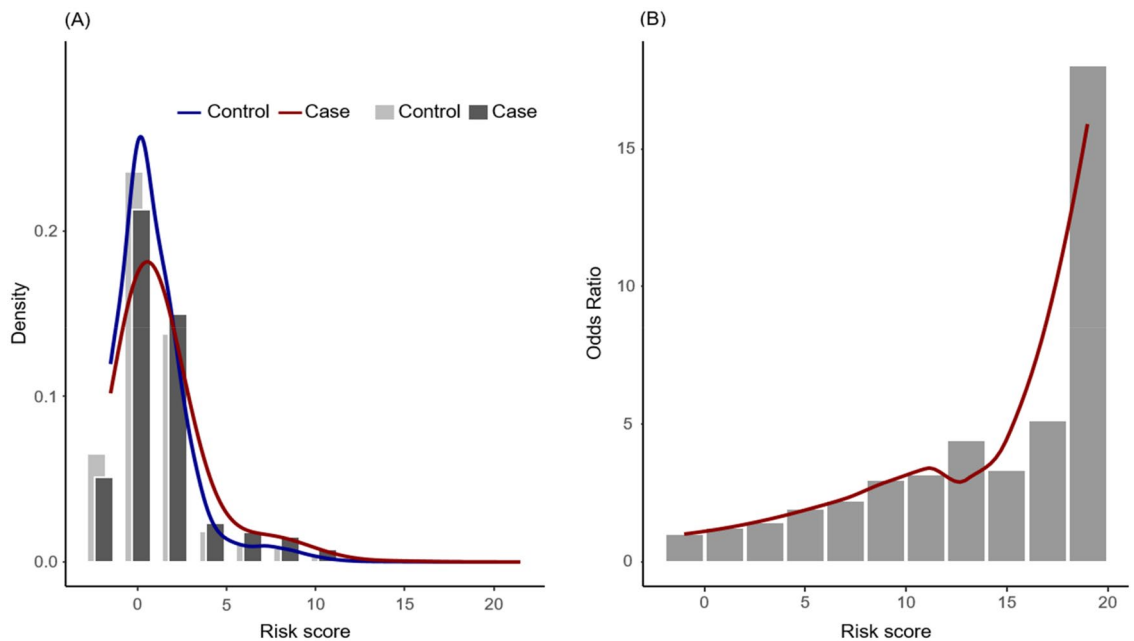 (A)
Control Case Control Case
Density
0.2
0.1
0.0
0 5 10 15 20
Risk score
(B)
Odds Ratio
15
10
5
0
0 5 10 15 20
Risk score